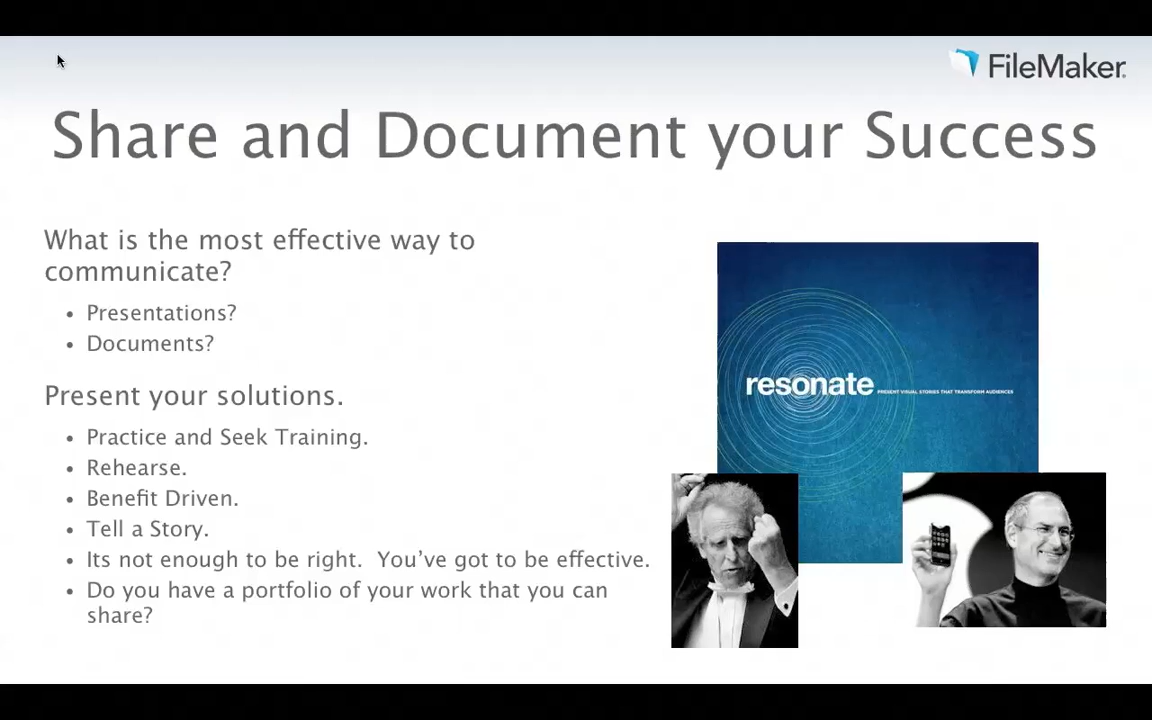 FileMaker
Share and Document your Success
What is the most effective way to
communicate?
• Presentations?
• Documents?
Present your solutions.
• Practice and Seek Training.
• Rehearse.
• Benefit Driven.
• Tell a Story.
• Its not enough to be right.  You’ve got to be effective.
• Do you have a portfolio of your work that you can
share?
resonate PRESENT VISUAL STORIES THAT TRANSFORM AUDIENCES